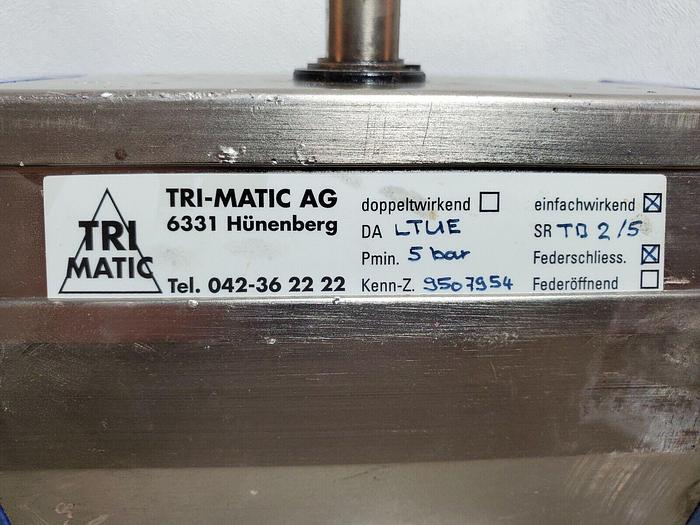 TRI
MATIC
TRI-MATIC AG
6331 Hünenberg
Tel. 042-36 22 22
doppeltwirkend ☐
DA LTUE
Pmin. 5 bar
Kenn-Z. 9507954
einfachwirkend ☒
SR TD 2/5
Federschliess. ☒
Federöffnend ☐